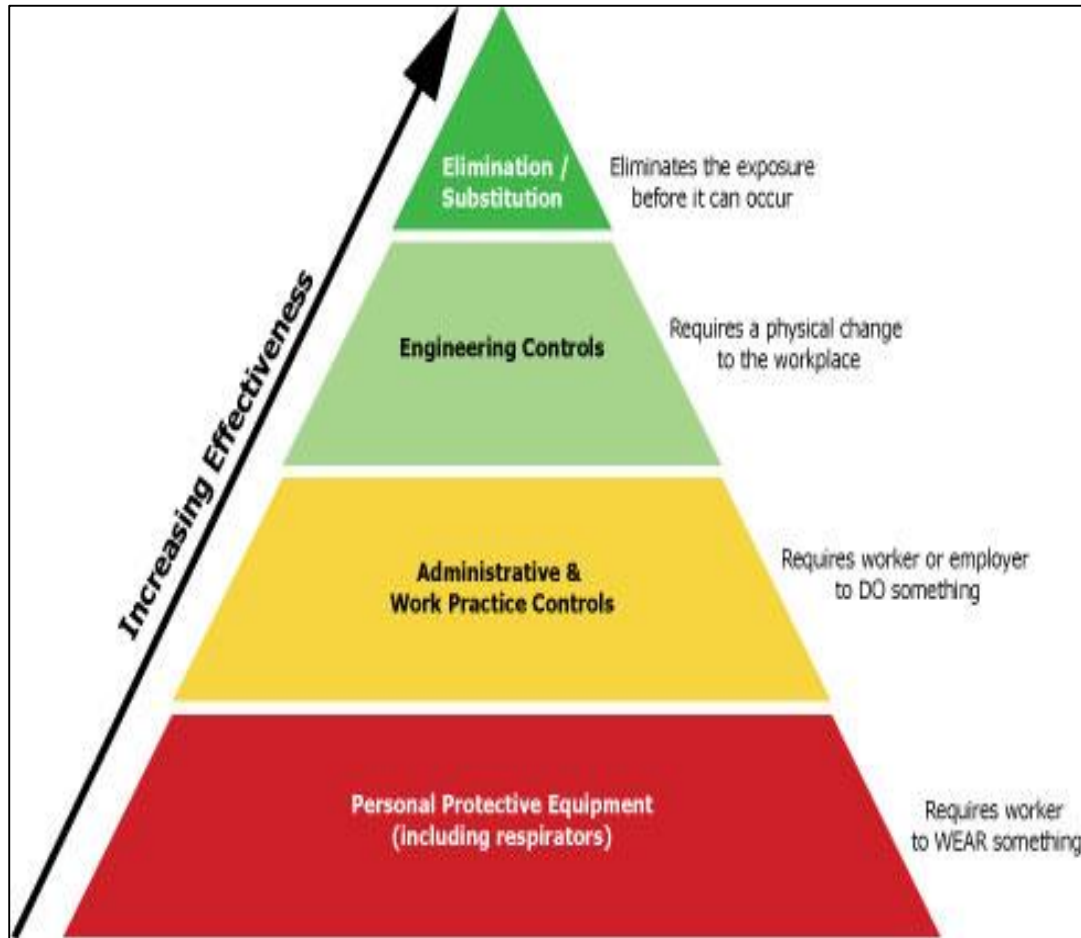 Elimination /
Substitution
Eliminates the exposure
before it can occur
Engineering Controls
Requires a physical change
to the workplace
Increasing Effectiveness
Administrative &
Work Practice Controls
Requires worker or employer
to DO something
Personal Protective Equipment
(including respirators)
Requires worker
to WEAR something